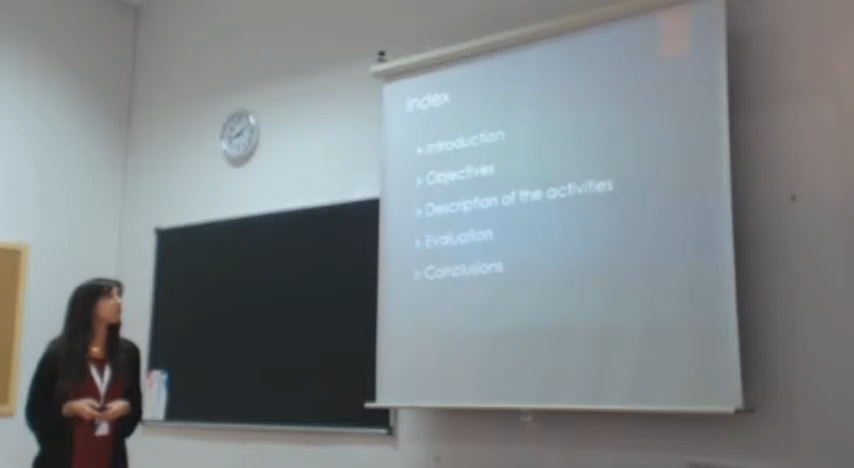 Index
Introduction
Objectives
Description of the activities
Evaluation
Conclusions